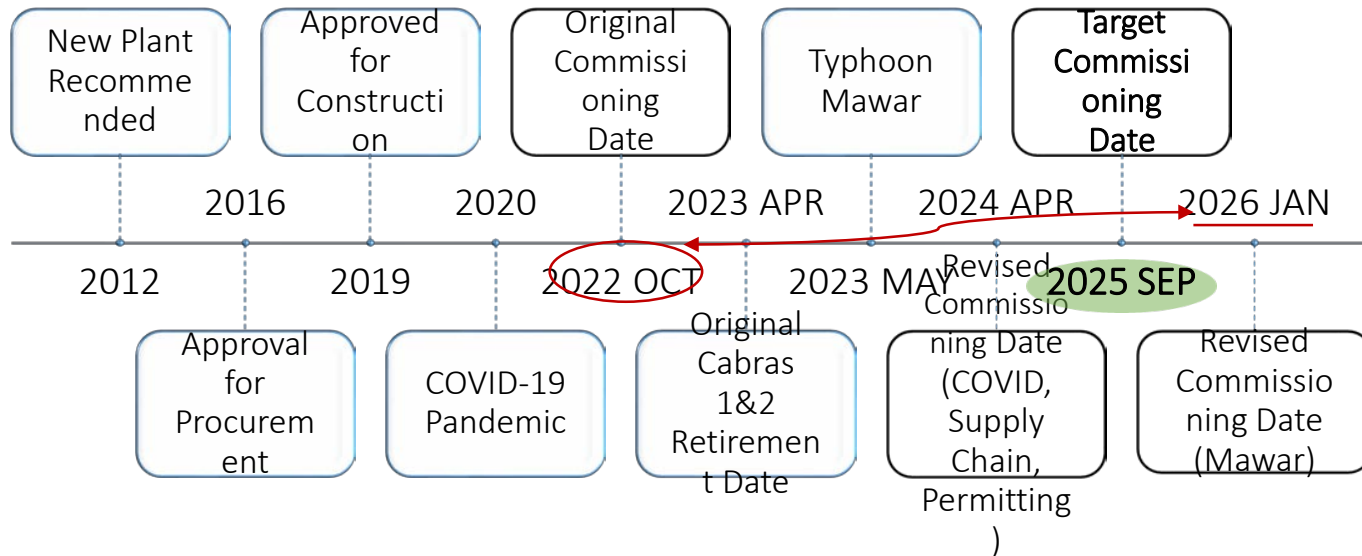 New Plant
Recomme
nded
Approved
for
Constructi
on
Original
Commissi
oning
Date
Typhoon
Mawar
Target
Commissi
oning
Date
2016
2020
2023 APR
2024 APR
2026 JAN
2012
2019
2022 OCT
2023 MAY
2025 SEP
Approval
for
Procurem
ent
COVID-19
Pandemic
Original
Cabras
1&2
Retiremen
t Date
Revised
Commissio
ning Date
(COVID,
Supply
Chain,
Permitting
)
Revised
Commissio
ning Date
(Mawar)